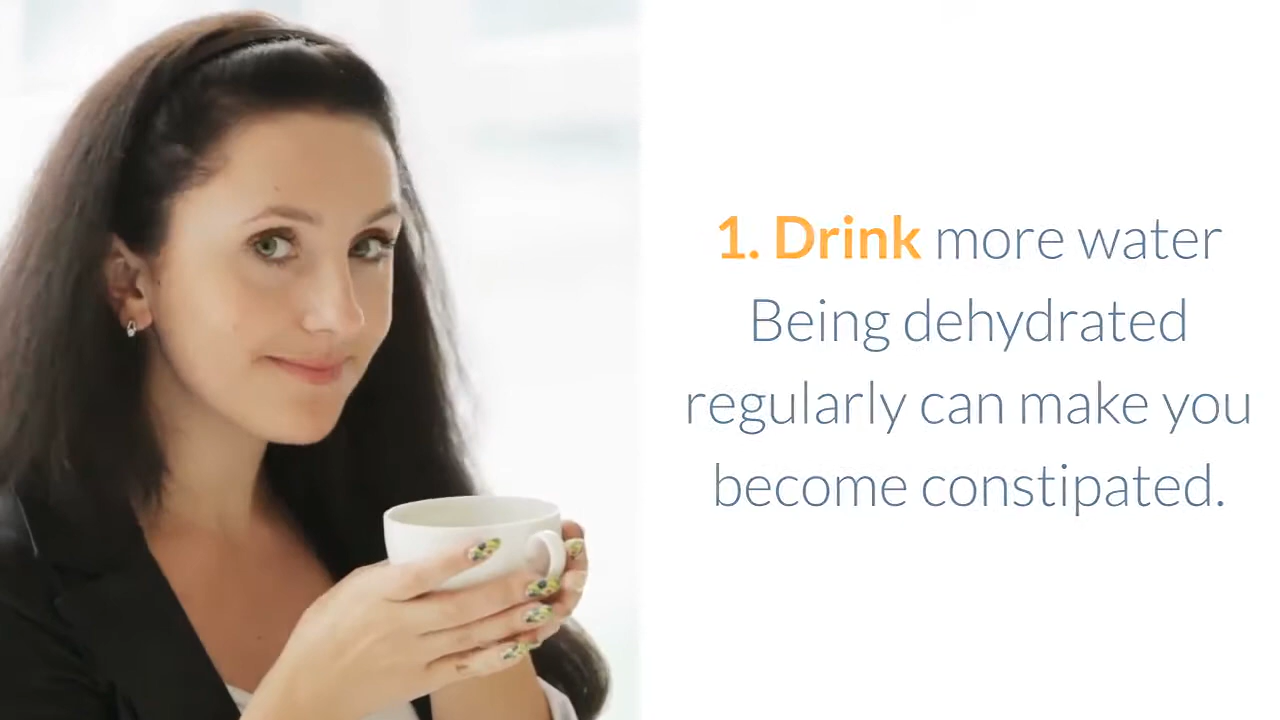 1. Drink more water
Being dehydrated
regularly can make you
become constipated.